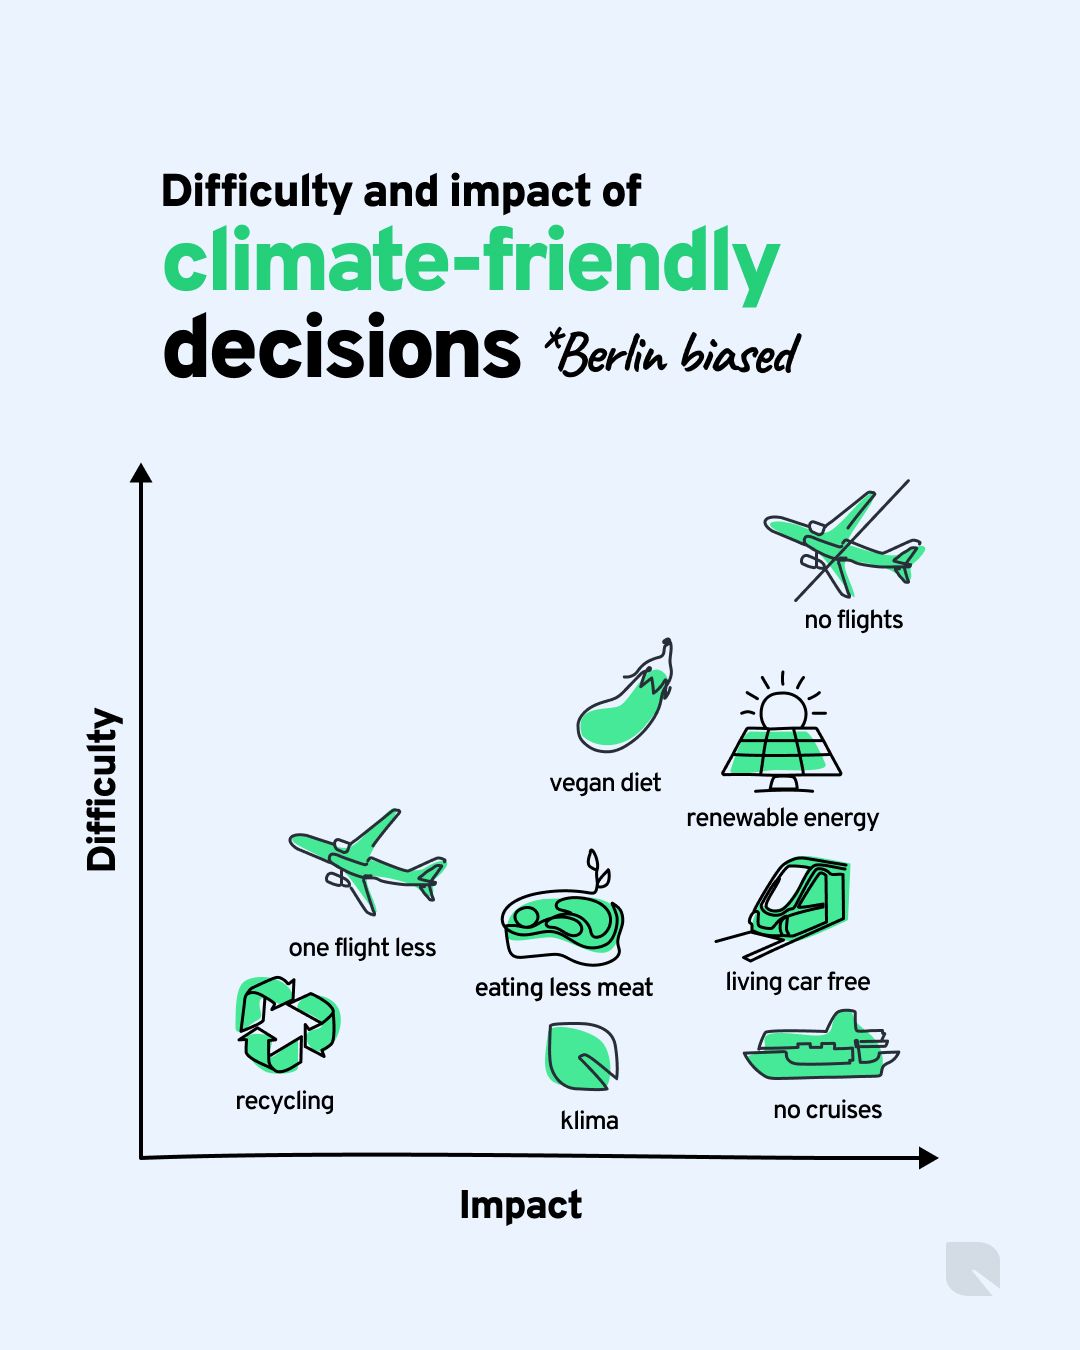 Difficulty and impact of
climate-friendly
decisions *Berlin biased
no flights
vegan diet
renewable energy
Difficulty
one flight less
eating less meat
living car free
recycling
klima
no cruises
Impact